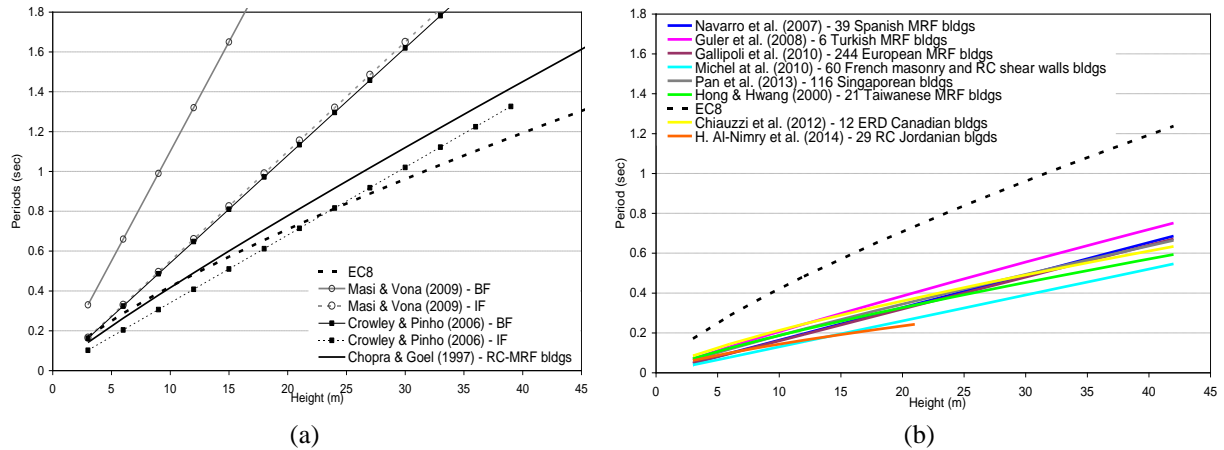 1.8
1.6
1.4
1.2
1
0.8
0.6
0.4
0.2
0
Periods (sec)
0
5
10
15
20
25
30
35
40
45
Height (m)
EC8
Masi & Vona (2009) - BF
Masi & Vona (2009) - IF
Crowley & Pinho (2006) - BF
Crowley & Pinho (2006) - IF
Chopra & Goel (1997) - RC-MRF bldgs
(a)
1.8
1.6
1.4
1.2
1
0.8
0.6
0.4
0.2
0
Period (sec)
Navarro et al. (2007) - 39 Spanish MRF bldgs
Guler et al. (2008) - 6 Turkish MRF bldgs
Gallipoli et al. (2010) - 244 European MRF bldgs
Michel at al. (2010) - 60 French masonry and RC shear walls bldgs
Pan et al. (2013) - 116 Singaporean bldgs
Hong & Hwang (2000) - 21 Taiwanese MRF bldgs
EC8
Chiauzzi et al. (2012) - 12 ERD Canadian bldgs
H. Al-Nimry et al. (2014) - 29 RC Jordanian blgds
0
5
10
15
20
25
30
35
40
45
Height (m)
(b)